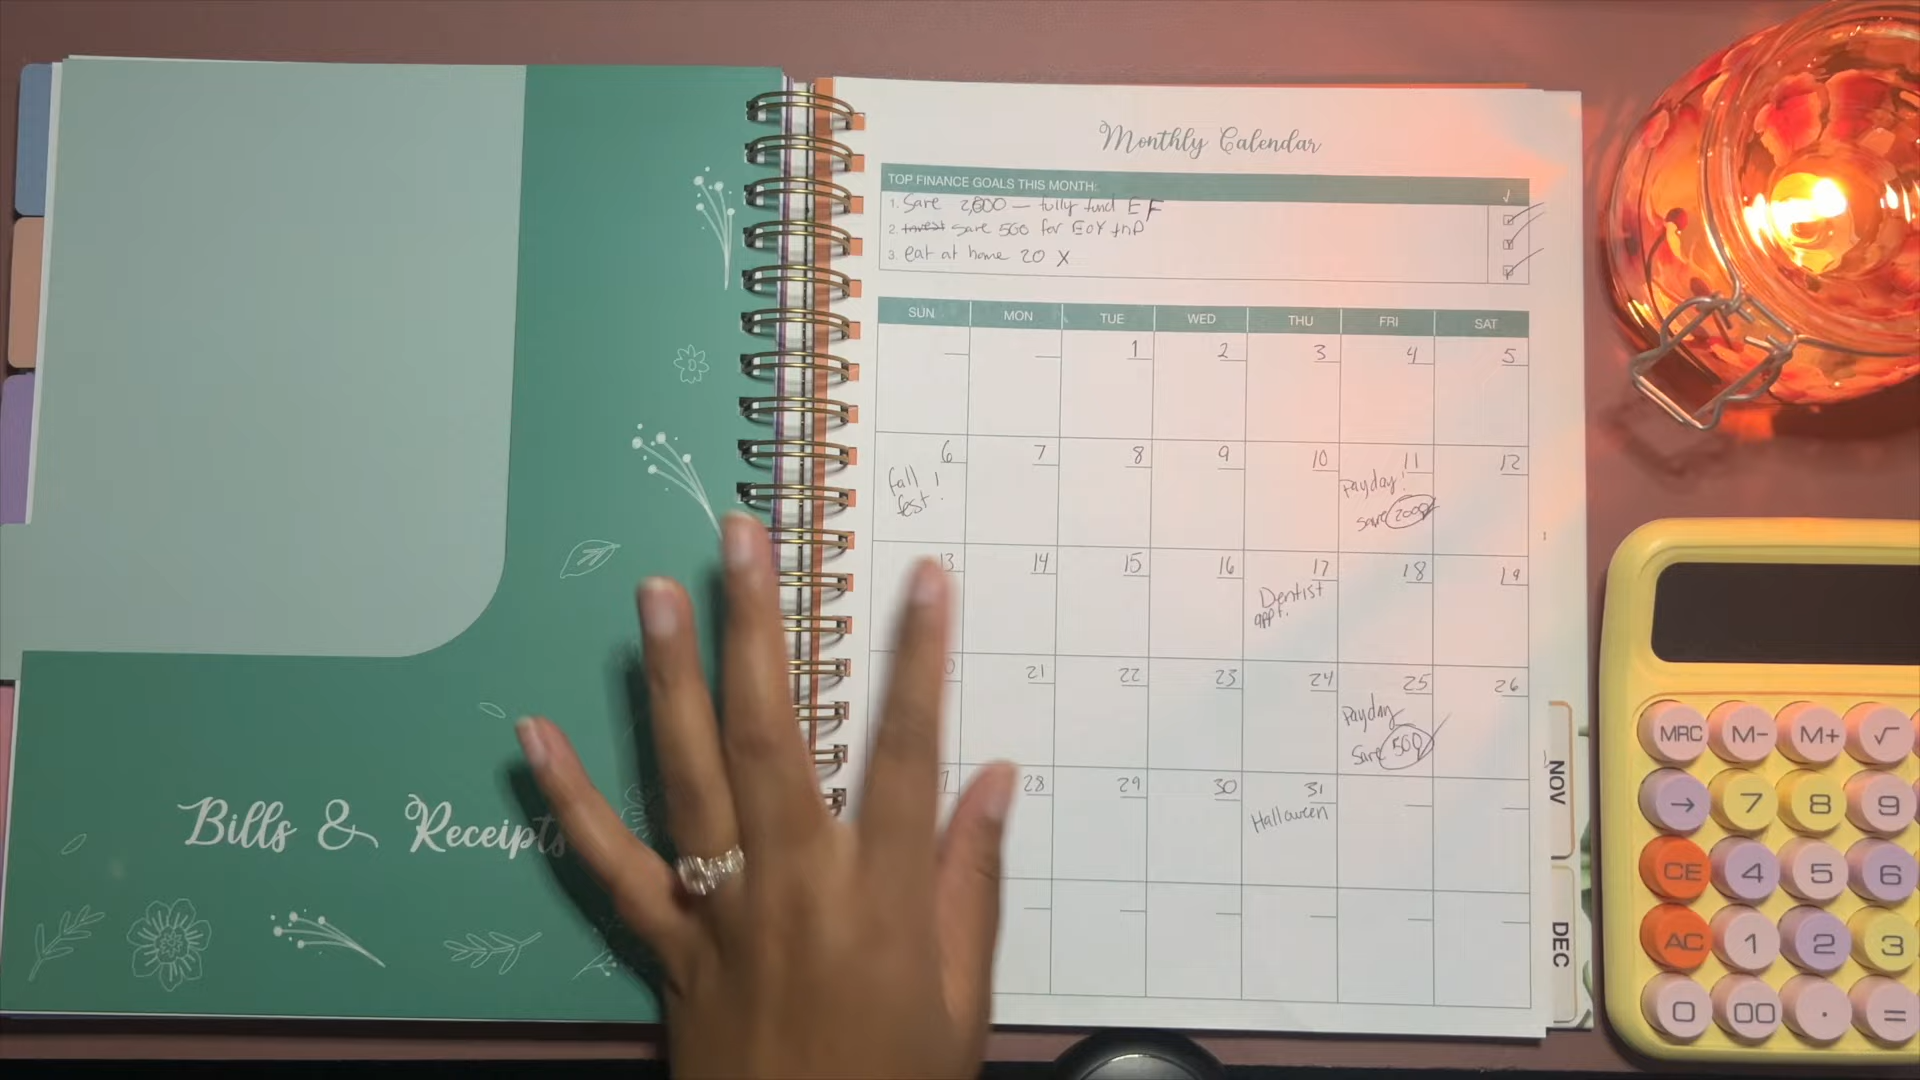 Bills & Receipts
Monthly Calendar
TOP FINANCE GOALS THIS MONTH: ✓
1. Save 2,000 — fully fund EF
2. Invest save 500 for EOY trip
3. eat at home 20 X
SUN MON TUE WED THU FRI SAT
1 2 3 4 5
6 7 8 9 10 11 12
fall fest!
Payday!
save 2000
13 14 15 16 17 18 19
Dentist
appt.
21 22 23 24 25 26
Payday
save 500
28 29 30 31
Halloween
NOV
DEC
MRC M- M+ √
→ 7 8 9
CE 4 5 6
AC 1 2 3
0 00 . =